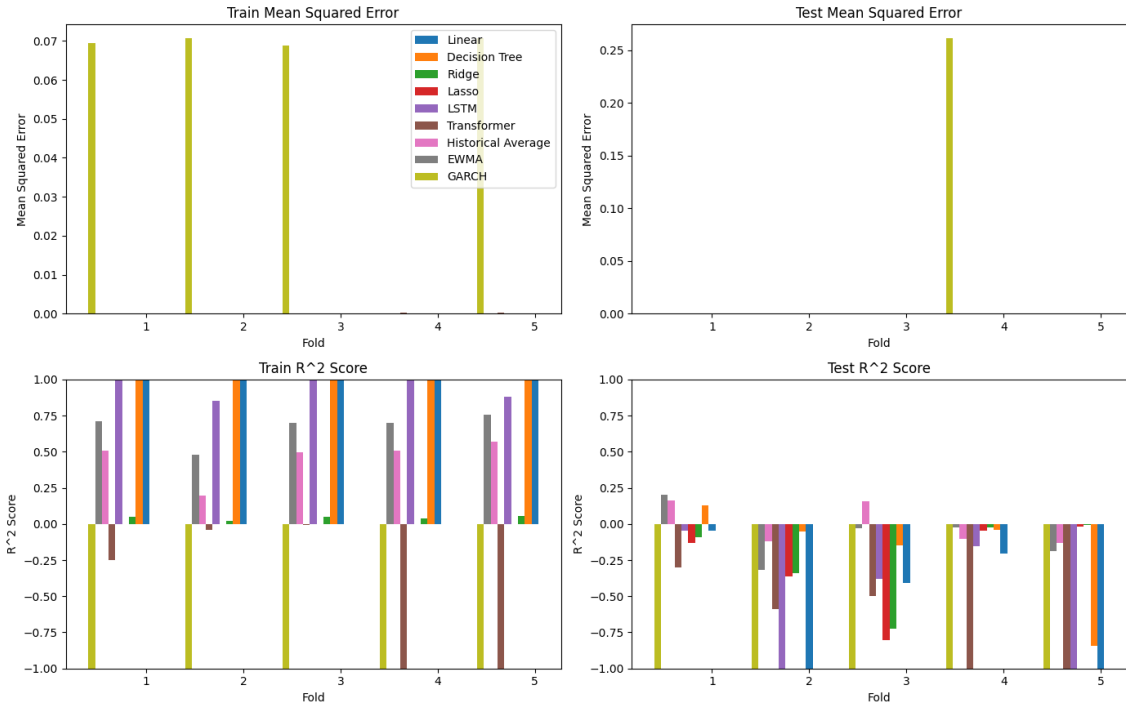 Train Mean Squared Error
Mean Squared Error
0.07
0.06
0.05
0.04
0.03
0.02
0.01
0.00
1 2 3 4 5
Fold
Linear
Decision Tree
Ridge
Lasso
LSTM
Transformer
Historical Average
EWMA
GARCH
Test Mean Squared Error
Mean Squared Error
0.25
0.20
0.15
0.10
0.05
0.00
1 2 3 4 5
Fold
Train R^2 Score
R^2 Score
1.00
0.75
0.50
0.25
0.00
−0.25
−0.50
−0.75
−1.00
1 2 3 4 5
Fold
Test R^2 Score
R^2 Score
1.00
0.75
0.50
0.25
0.00
−0.25
−0.50
−0.75
−1.00
1 2 3 4 5
Fold